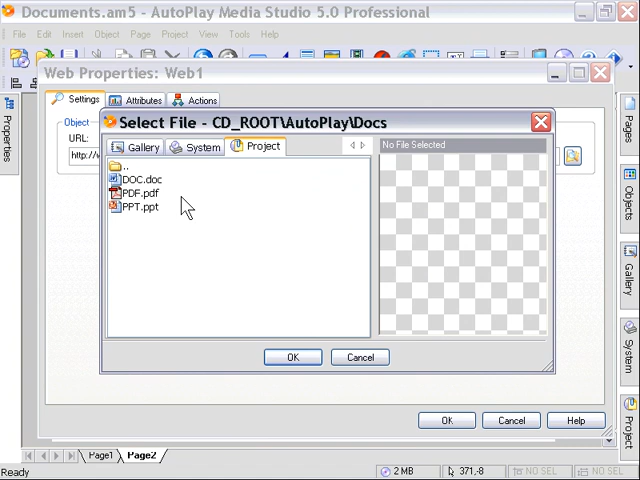 Documents.am5 - AutoPlay Media Studio 5.0 Professional
File Edit Insert Object Page Project View Tools Help
Web Properties: Web1
Settings Attributes Actions
Object
URL:
http://w
Select File - CD_ROOT\AutoPlay\Docs
Gallery System Project
No File Selected
..
DOC.doc
PDF.pdf
PPT.ppt
OK Cancel
OK Cancel Help
Properties
Pages
Objects
Gallery
System
Project
Page1 Page2
Ready 2 MB 371,-8 NO SEL NO SEL